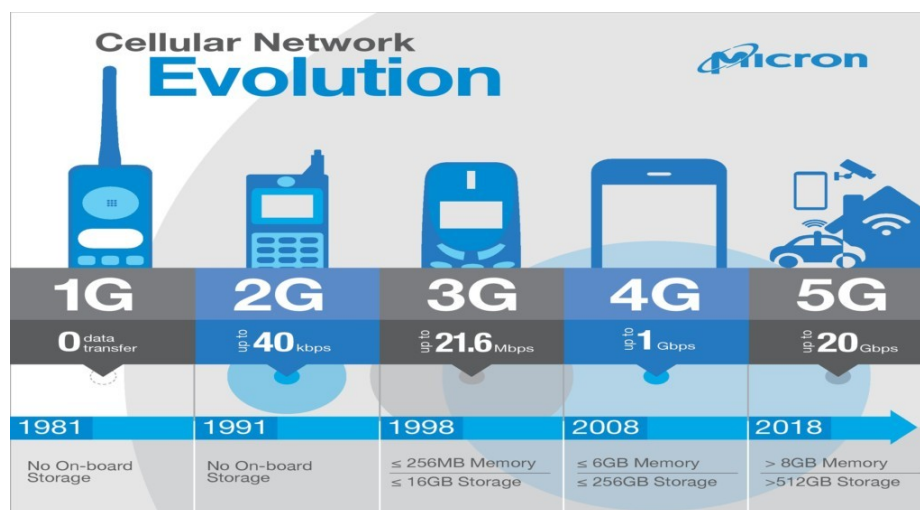 Cellular Network
Evolution
Micron
1G
0 data transfer
1981
No On-board
Storage
2G
up to 40 kbps
1991
No On-board
Storage
3G
up to 21.6 Mbps
1998
≤ 256MB Memory
≤ 16GB Storage
4G
up to 1 Gbps
2008
≤ 6GB Memory
≤ 256GB Storage
5G
up to 20 Gbps
2018
> 8GB Memory
>512GB Storage